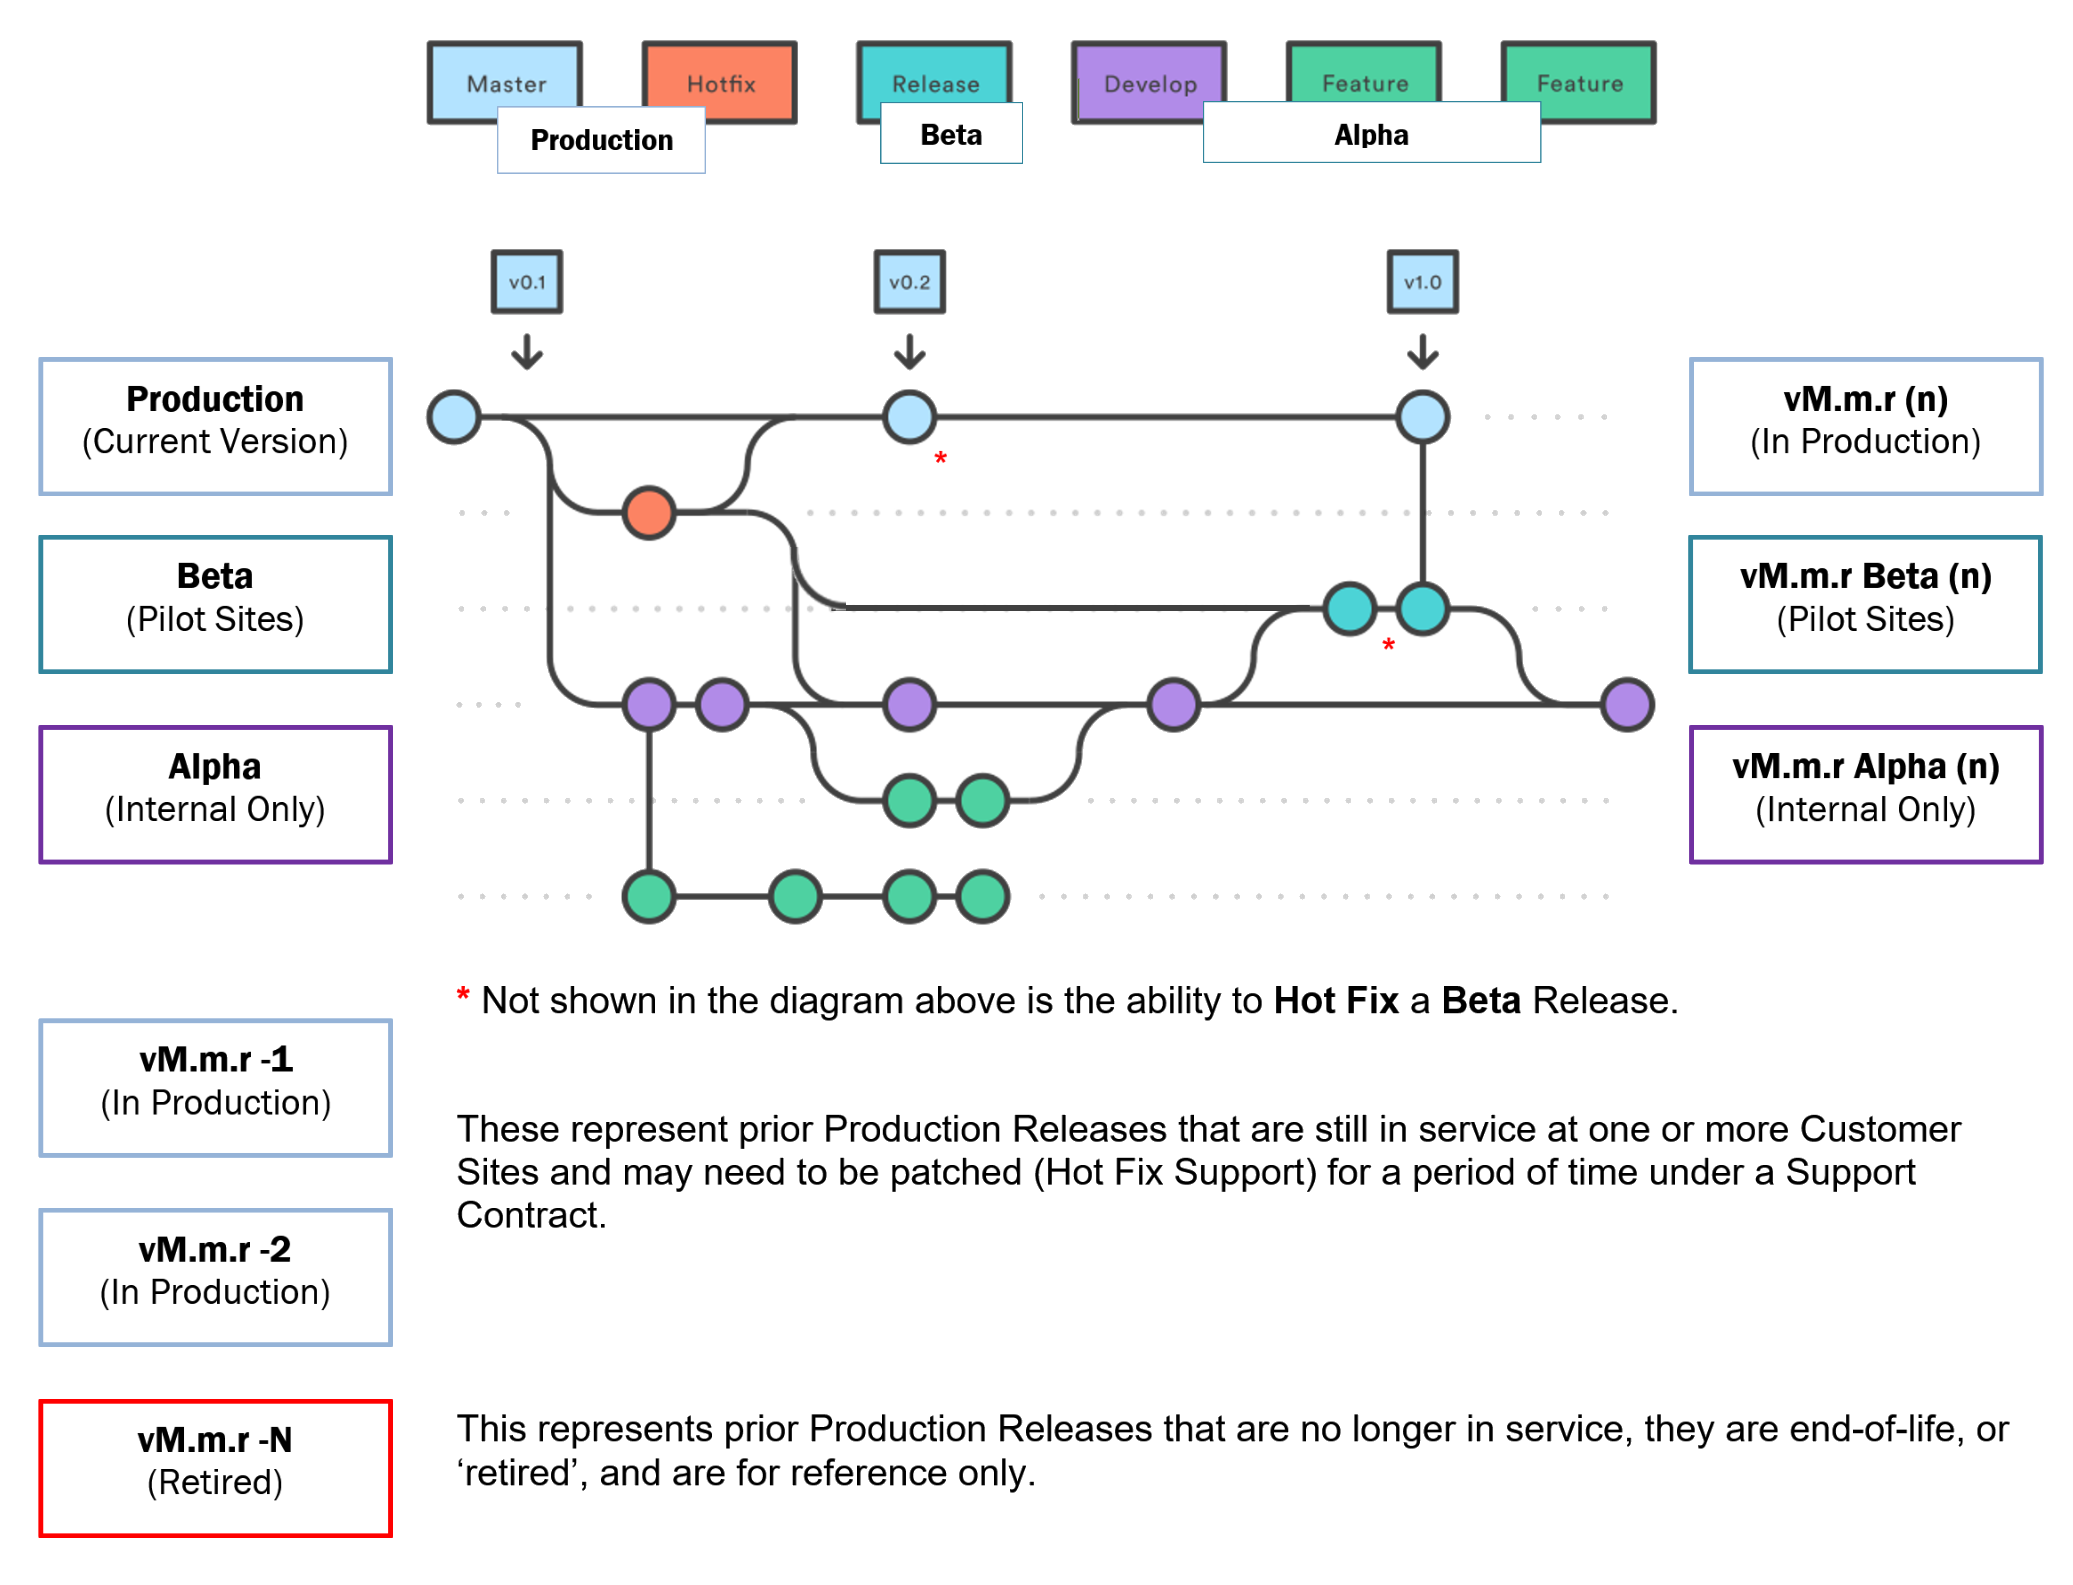 Master
Hotfix
Release
Develop
Feature
Feature
Production
Beta
Alpha
v0.1
v0.2
v1.0
Production
(Current Version)
vM.m.r (n)
(In Production)
*
Beta
(Pilot Sites)
vM.m.r Beta (n)
(Pilot Sites)
*
Alpha
(Internal Only)
vM.m.r Alpha (n)
(Internal Only)
* Not shown in the diagram above is the ability to Hot Fix a Beta Release.
vM.m.r -1
(In Production)
These represent prior Production Releases that are still in service at one or more Customer
Sites and may need to be patched (Hot Fix Support) for a period of time under a Support
Contract.
vM.m.r -2
(In Production)
vM.m.r -N
(Retired)
This represents prior Production Releases that are no longer in service, they are end-of-life, or
‘retired’, and are for reference only.